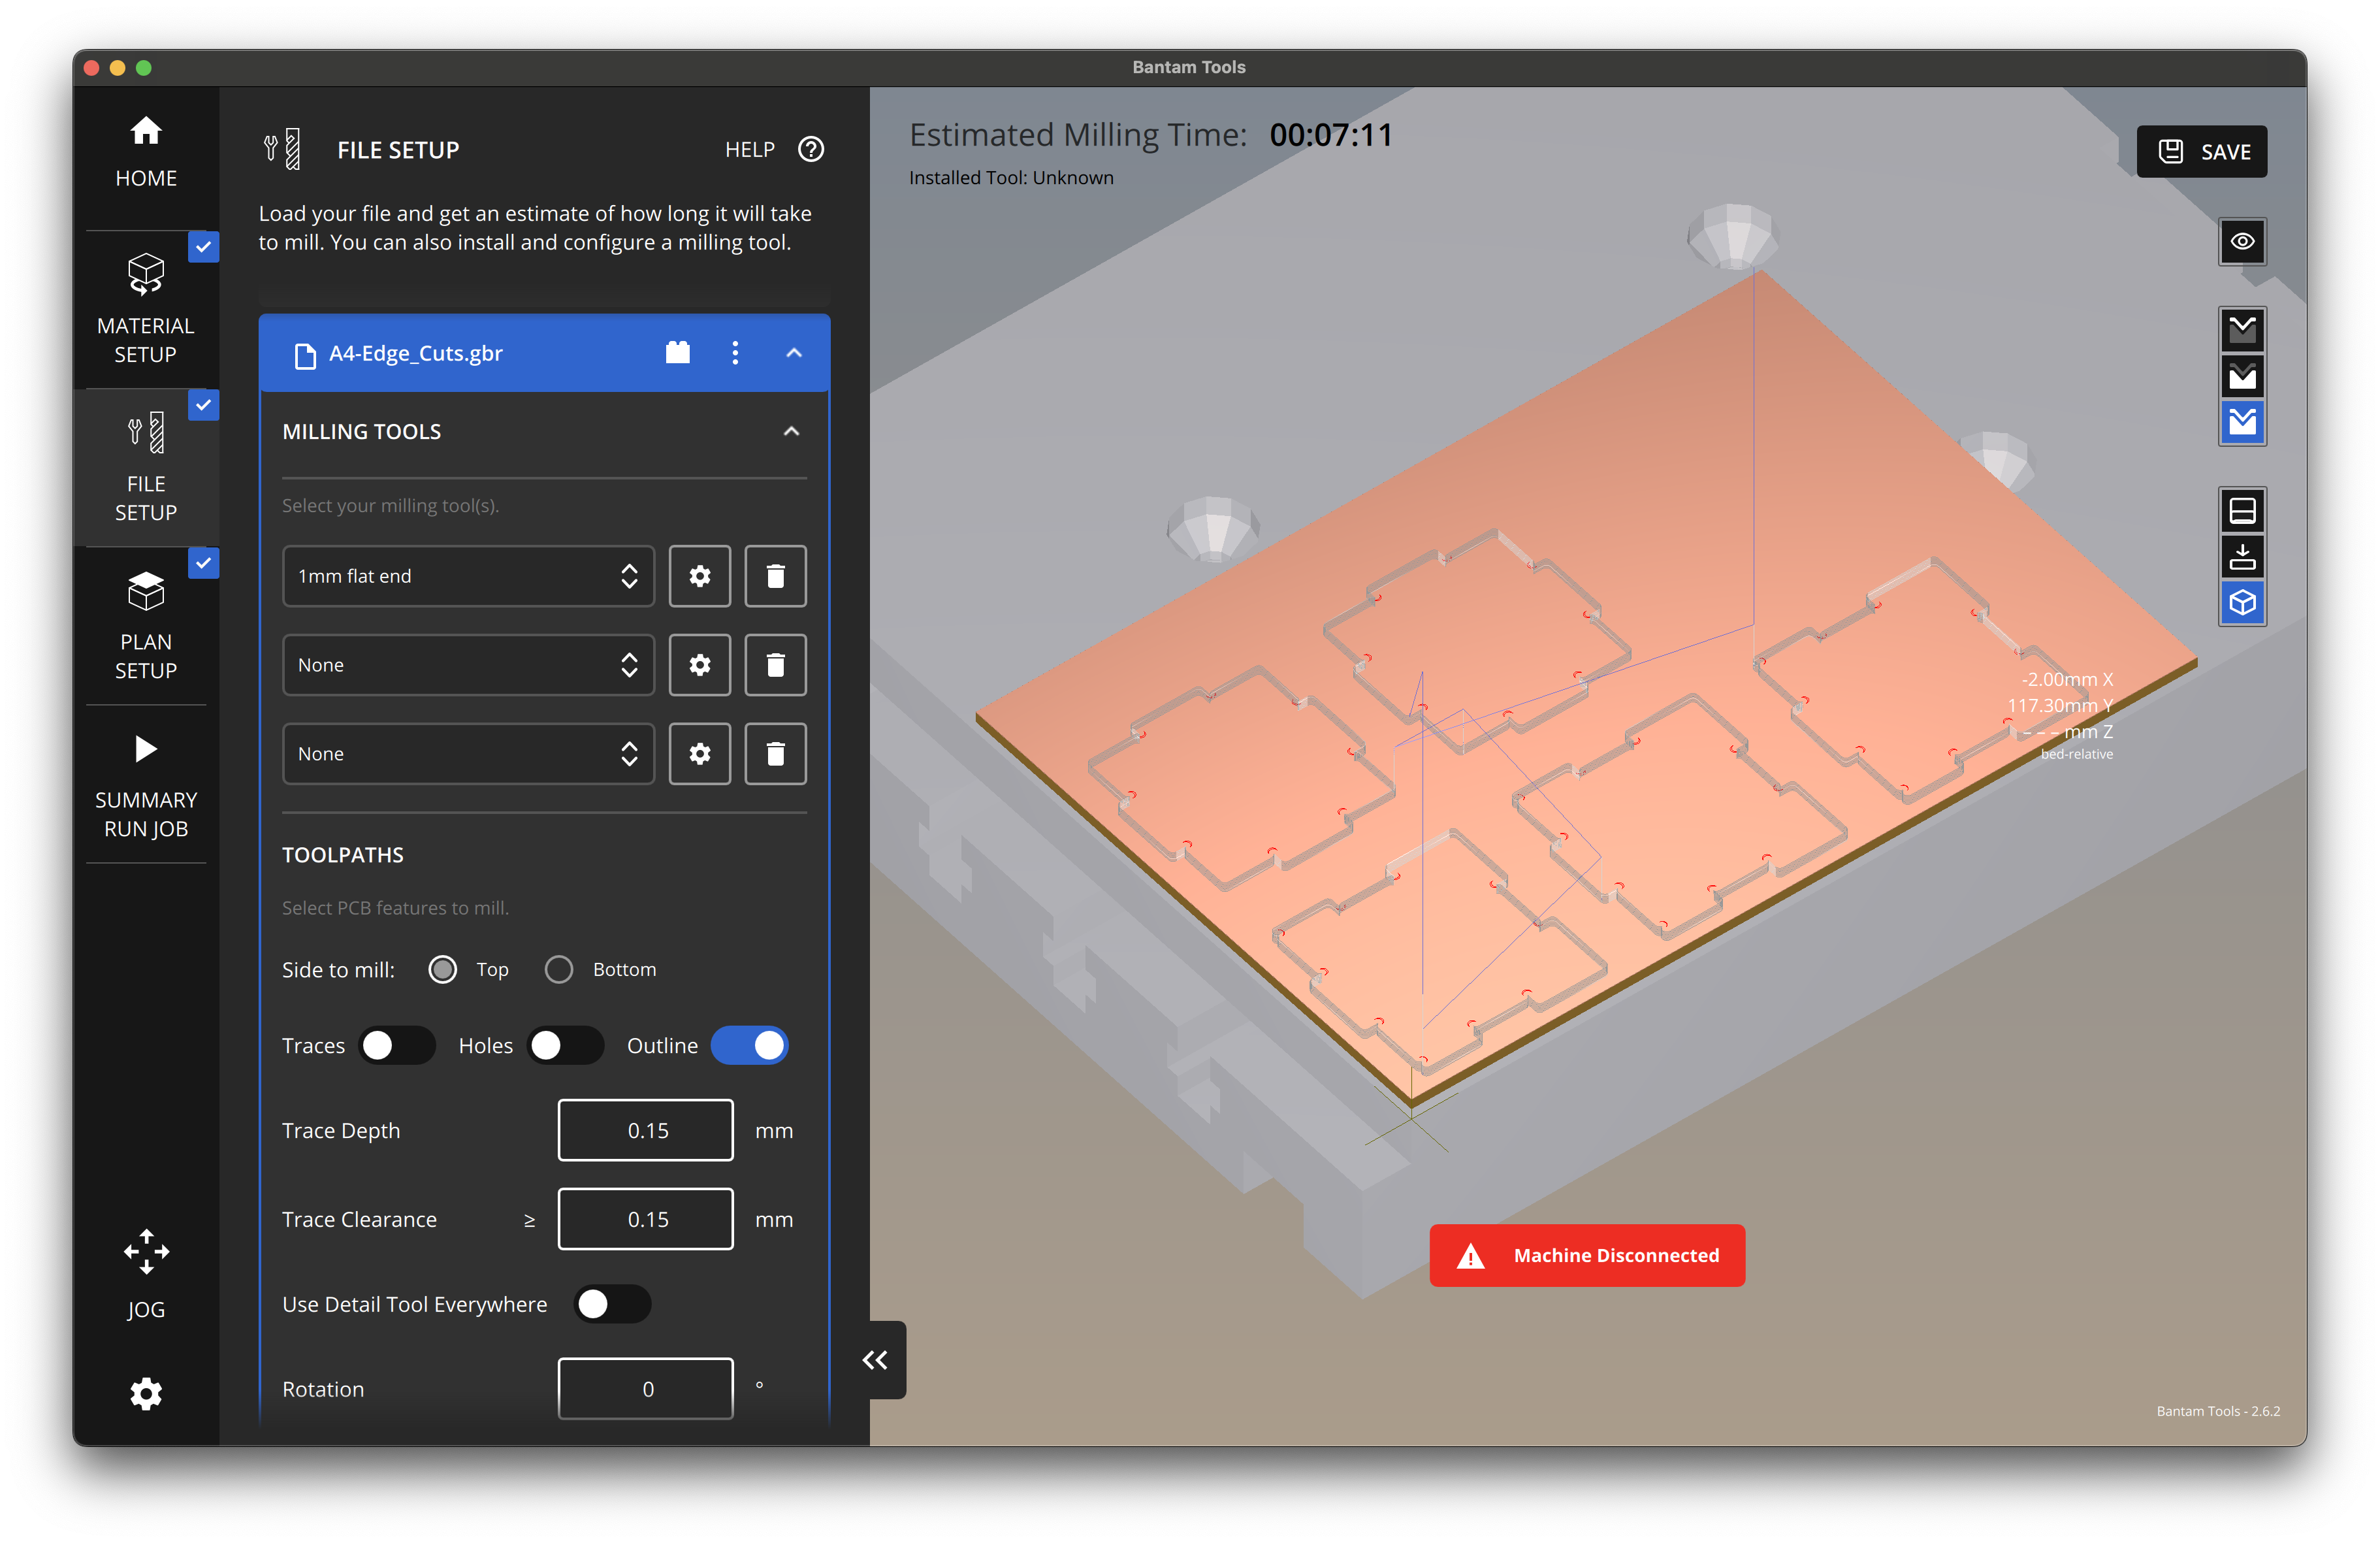 Bantam Tools
HOME
MATERIAL
SETUP
FILE
SETUP
PLAN
SETUP
SUMMARY
RUN JOB
JOG
FILE SETUP
HELP
Load your file and get an estimate of how long it will take
to mill. You can also install and configure a milling tool.
A4-Edge_Cuts.gbr
MILLING TOOLS
Select your milling tool(s).
1mm flat end
None
None
TOOLPATHS
Select PCB features to mill.
Side to mill: Top Bottom
Traces Holes Outline
Trace Depth 0.15 mm
Trace Clearance ≥ 0.15 mm
Use Detail Tool Everywhere
Rotation 0 °
Estimated Milling Time: 00:07:11
Installed Tool: Unknown
SAVE
-2.00mm X
117.30mm Y
---mm Z
bed-relative
Machine Disconnected
Bantam Tools - 2.6.2